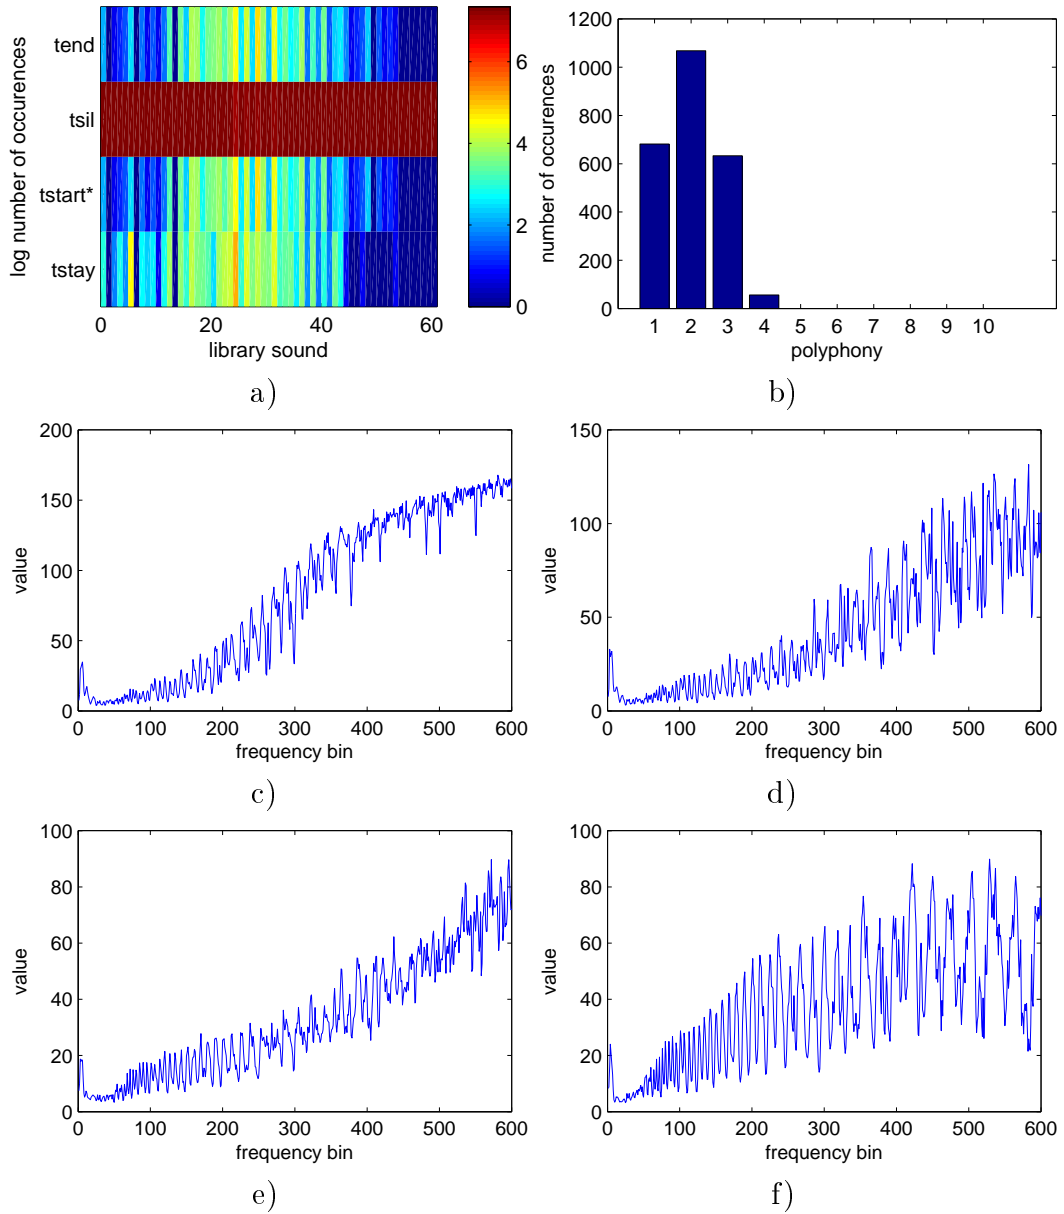 log number of occurences
tend
tsil
tstart*
tstay
0 20 40 60
library sound
6
4
2
0
a)
number of occurences
1200
1000
800
600
400
200
0
1 2 3 4 5 6 7 8 9 10
polyphony
b)
value
200
150
100
50
0
0 100 200 300 400 500 600
frequency bin
c)
value
150
100
50
0
0 100 200 300 400 500 600
frequency bin
d)
value
100
80
60
40
20
0
0 100 200 300 400 500 600
frequency bin
e)
value
100
80
60
40
20
0
0 100 200 300 400 500 600
frequency bin
f)